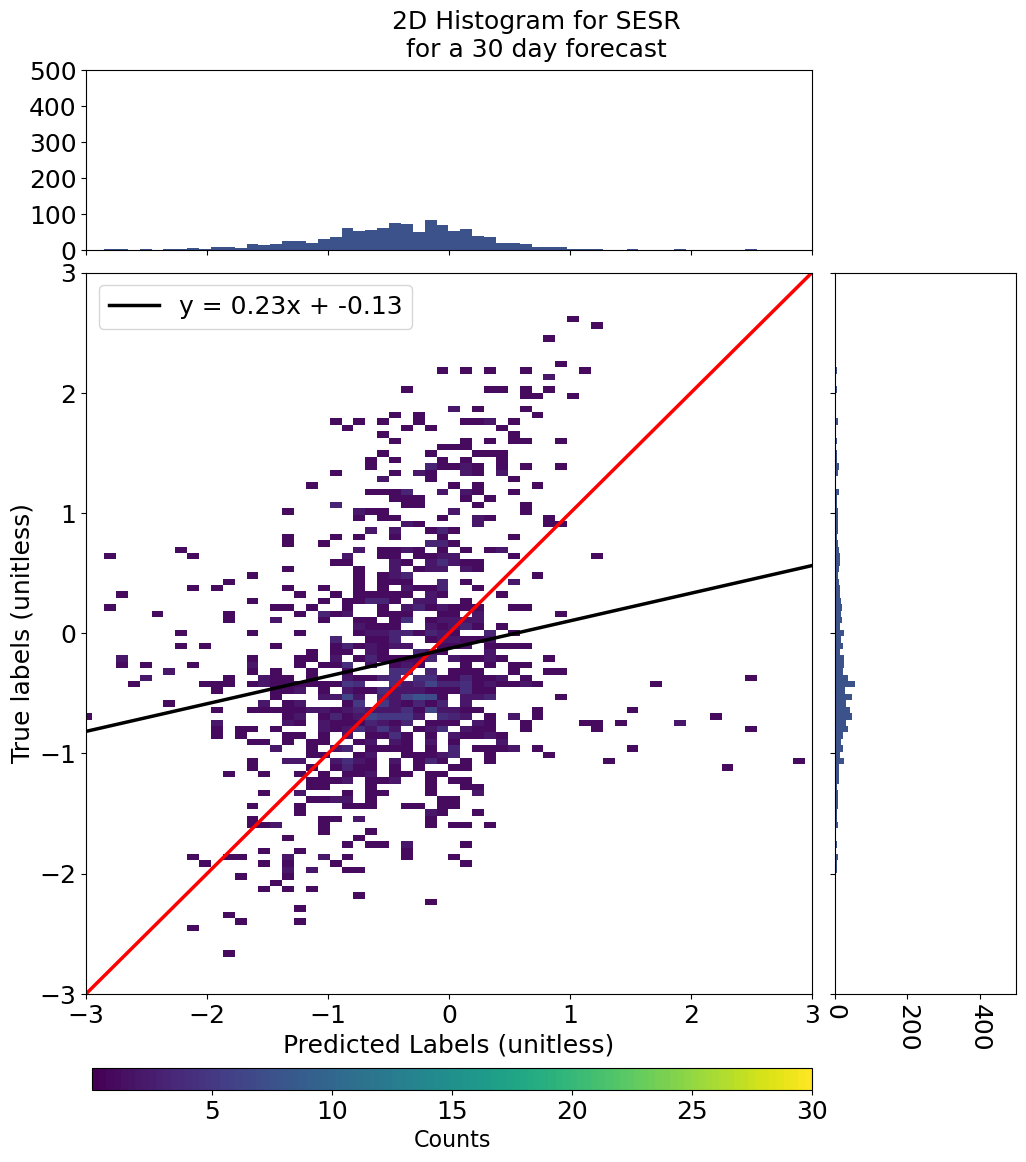 2D Histogram for SESR
for a 30 day forecast
500
400
300
200
100
0
3
2
1
0
−1
−2
−3
True labels (unitless)
y = 0.23x + -0.13
−3 −2 −1 0 1 2 3
Predicted Labels (unitless)
0 200 400
5 10 15 20 25 30
Counts